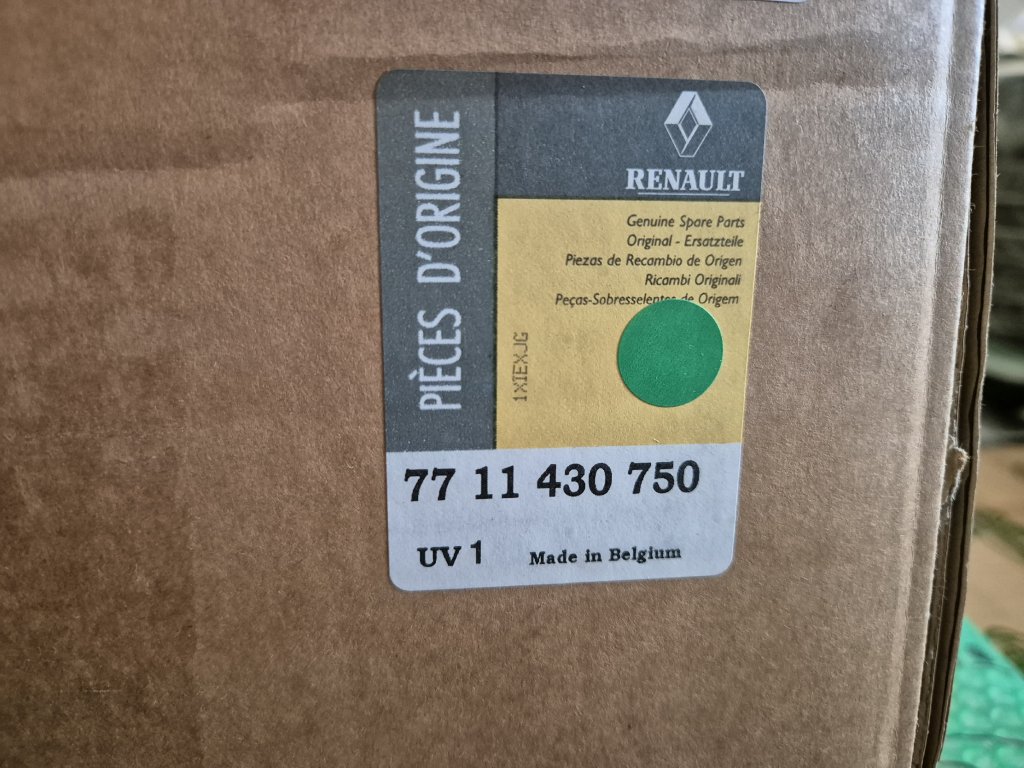 PIÈCES D'ORIGINE
RENAULT
Genuine Spare Parts
Original - Ersatzteile
Piezas de Recambio de Origen
Ricambi Originali
Peças-Sobresselentes de Origem
1XIEXJG
77 11 430 750
UV 1 Made in Belgium